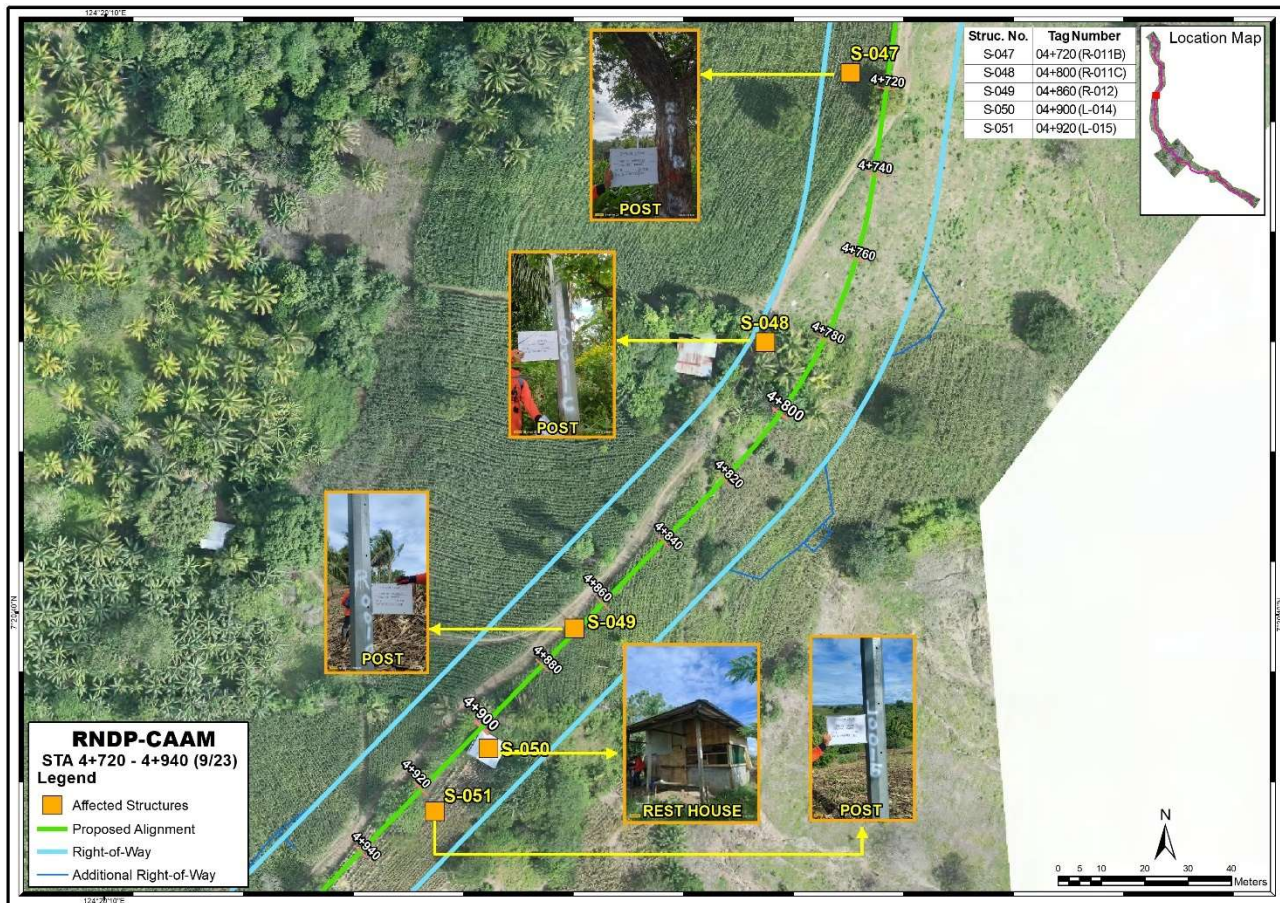 124°20'10"E
S-047
4+720
4+740
4+760
S-048
4+780
4+800
4+820
4+840
4+860
S-049
4+880
4+900
S-050
4+920
S-051
4+940
POST
POST
POST
REST HOUSE
POST
L0015
Struc. No. Tag Number
S-047 04+720 (R-011B)
S-048 04+800 (R-011C)
S-049 04+860 (R-012)
S-050 04+900 (L-014)
S-051 04+920 (L-015)
Location Map
RNDP-CAAM
STA 4+720 - 4+940 (9/23)
Legend
Affected Structures
Proposed Alignment
Right-of-Way
Additional Right-of-Way
N
0 5 10 20 30 40
Meters
124°20'10"E